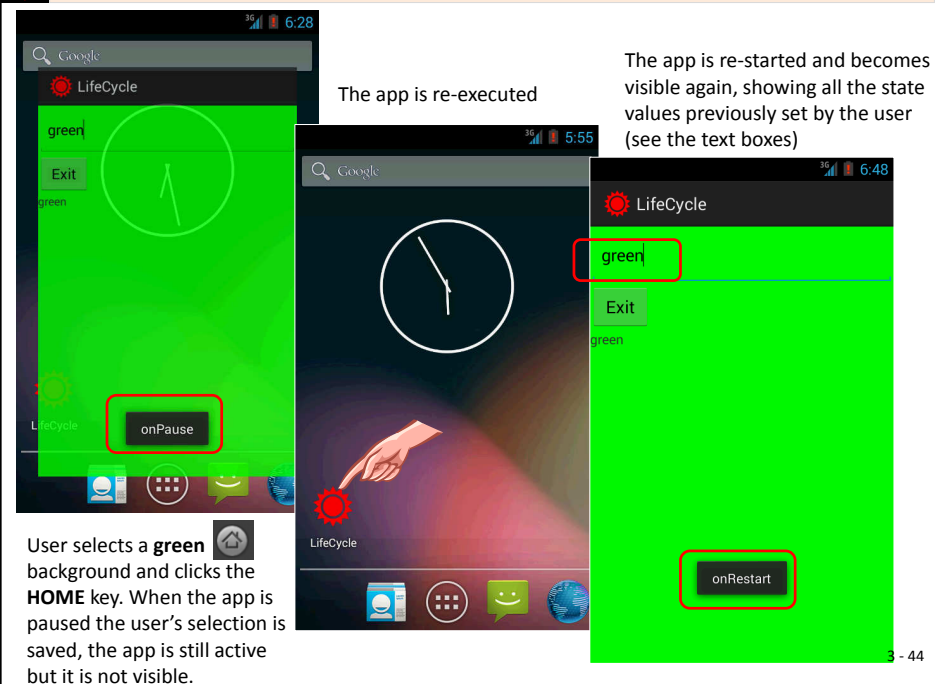 3G 6:28
Google
LifeCycle
green
Exit
green
LifeCycle
onPause
User selects a green
background and clicks the
HOME key. When the app is
paused the user's selection is
saved, the app is still active
but it is not visible.
The app is re-executed
3G 5:55
Google
LifeCycle
The app is re-started and becomes
visible again, showing all the state
values previously set by the user
(see the text boxes)
3G 6:48
LifeCycle
green
Exit
green
onRestart
3 - 44